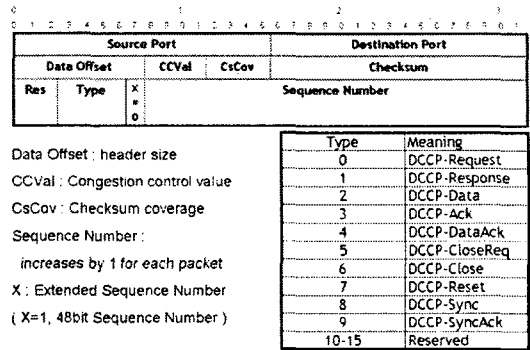 0 1 2 3
0 1 2 3 4 5 6 7 8 9 0 1 2 3 4 5 6 7 8 9 0 1 2 3 4 5 6 7 8 9 0 1
Source Port Destination Port
Data Offset CCVal CsCov Checksum
Res Type X = 0 Sequence Number
Data Offset : header size
CCVal : Congestion control value
CsCov : Checksum coverage
Sequence Number :
increases by 1 for each packet
X : Extended Sequence Number
( X=1, 48bit Sequence Number )
Type Meaning
0 DCCP-Request
1 DCCP-Response
2 DCCP-Data
3 DCCP-Ack
4 DCCP-DataAck
5 DCCP-CloseReq
6 DCCP-Close
7 DCCP-Reset
8 DCCP-Sync
9 DCCP-SyncAck
10-15 Reserved